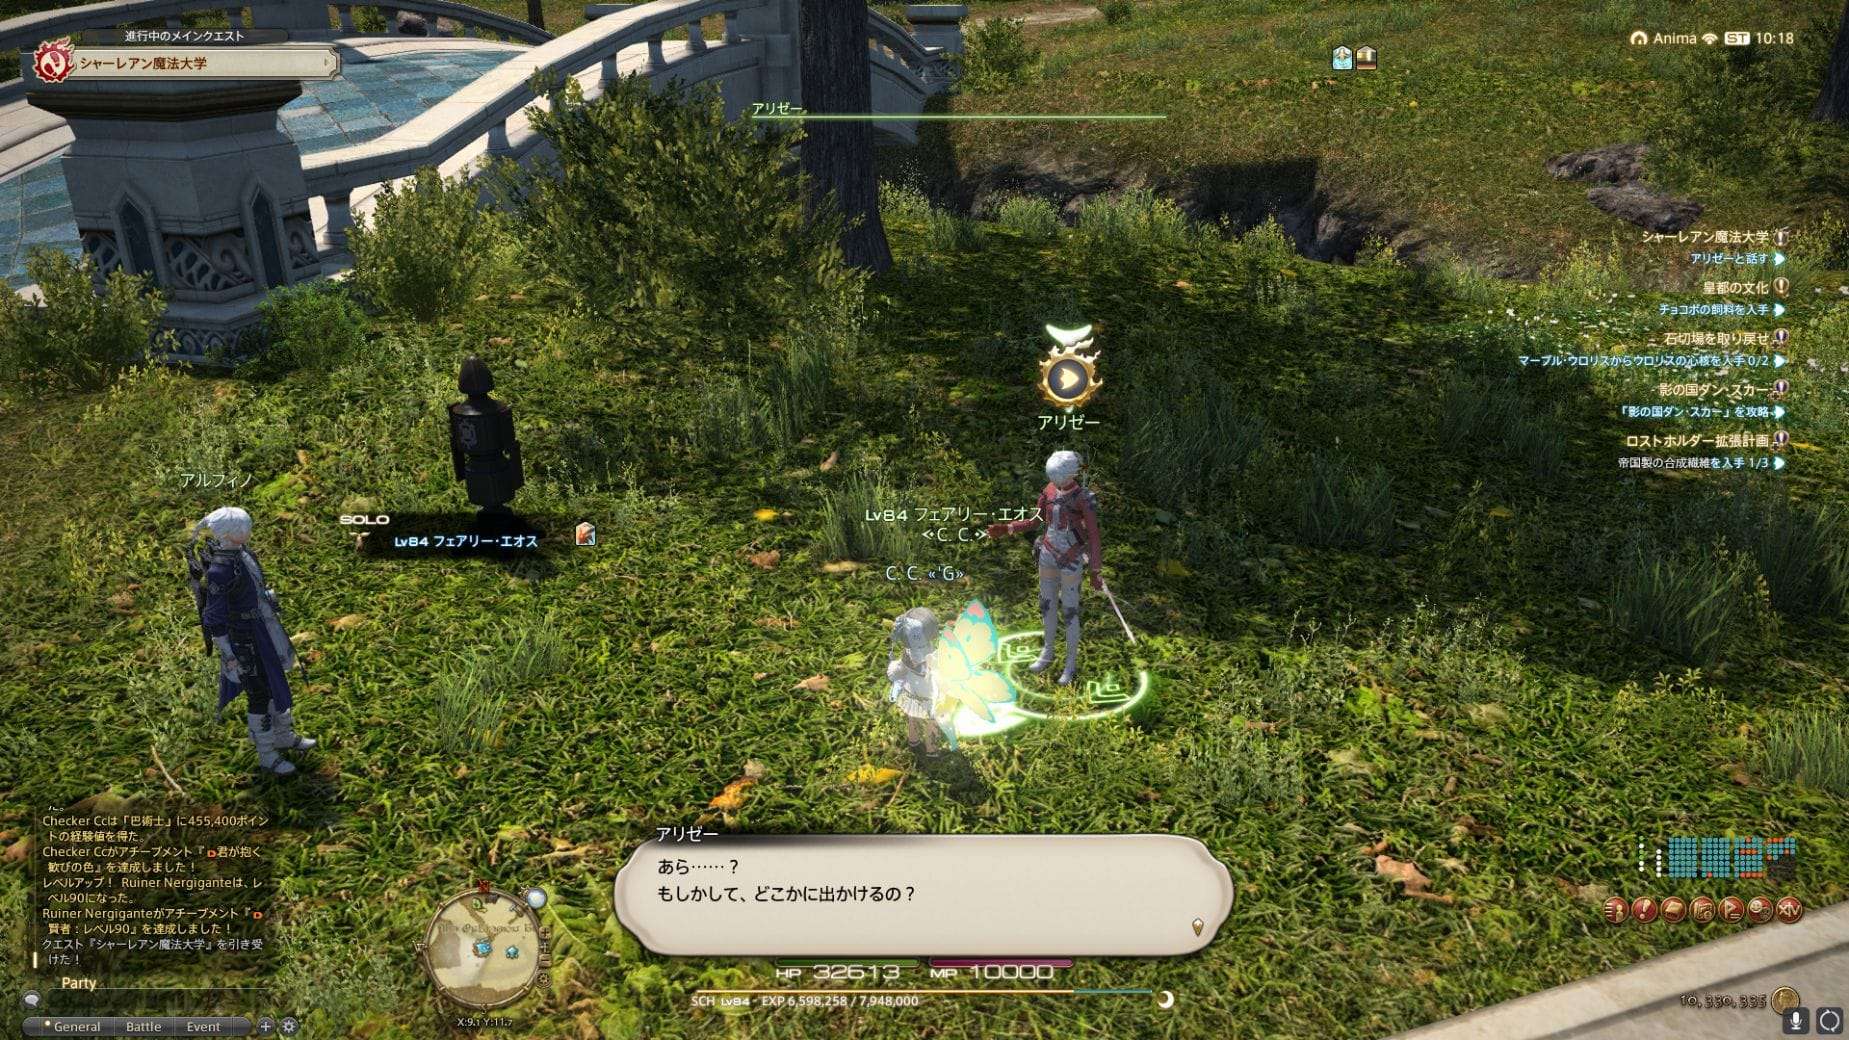 進行中のメインクエスト
シャーレアン魔法大学
Anima ST 10:18
アリゼー
シャーレアン魔法大学
アリゼーと話す
皇都の文化
チョコボの飼料を入手
石切場を取り戻せ
マーブル・ウロリスからウロリスの心核を入手 0/2
影の国ダン・スカー
「影の国ダン・スカー」を攻略
ロストホルダー拡張計画
帝国製の合成繊維を入手 1/3
アリゼー
アルフィノ
SOLO
Lv84 フェアリー・エオス
Lv84 フェアリー・エオス
«C. C.»
C. C. «'G»
アリゼー
あら……？
もしかして、どこかに出かけるの？
た。
Checker Ccは「巴術士」に455,400ポイン
トの経験値を得た。
Checker Ccがアチーブメント『君が抱く
歓びの色』を達成しました！
レベルアップ！ Ruiner Nergiganteは、レ
ベル90になった。
Ruiner Nergiganteがアチーブメント『
賢者：レベル90』を達成しました！
クエスト『シャーレアン魔法大学』を引き受
けた！
Party
General Battle Event
X:9.1 Y:11.7
HP 32613 MP 10000
SCH Lv84 EXP 6,598,258 / 7,948,000
10,330,335
XIV